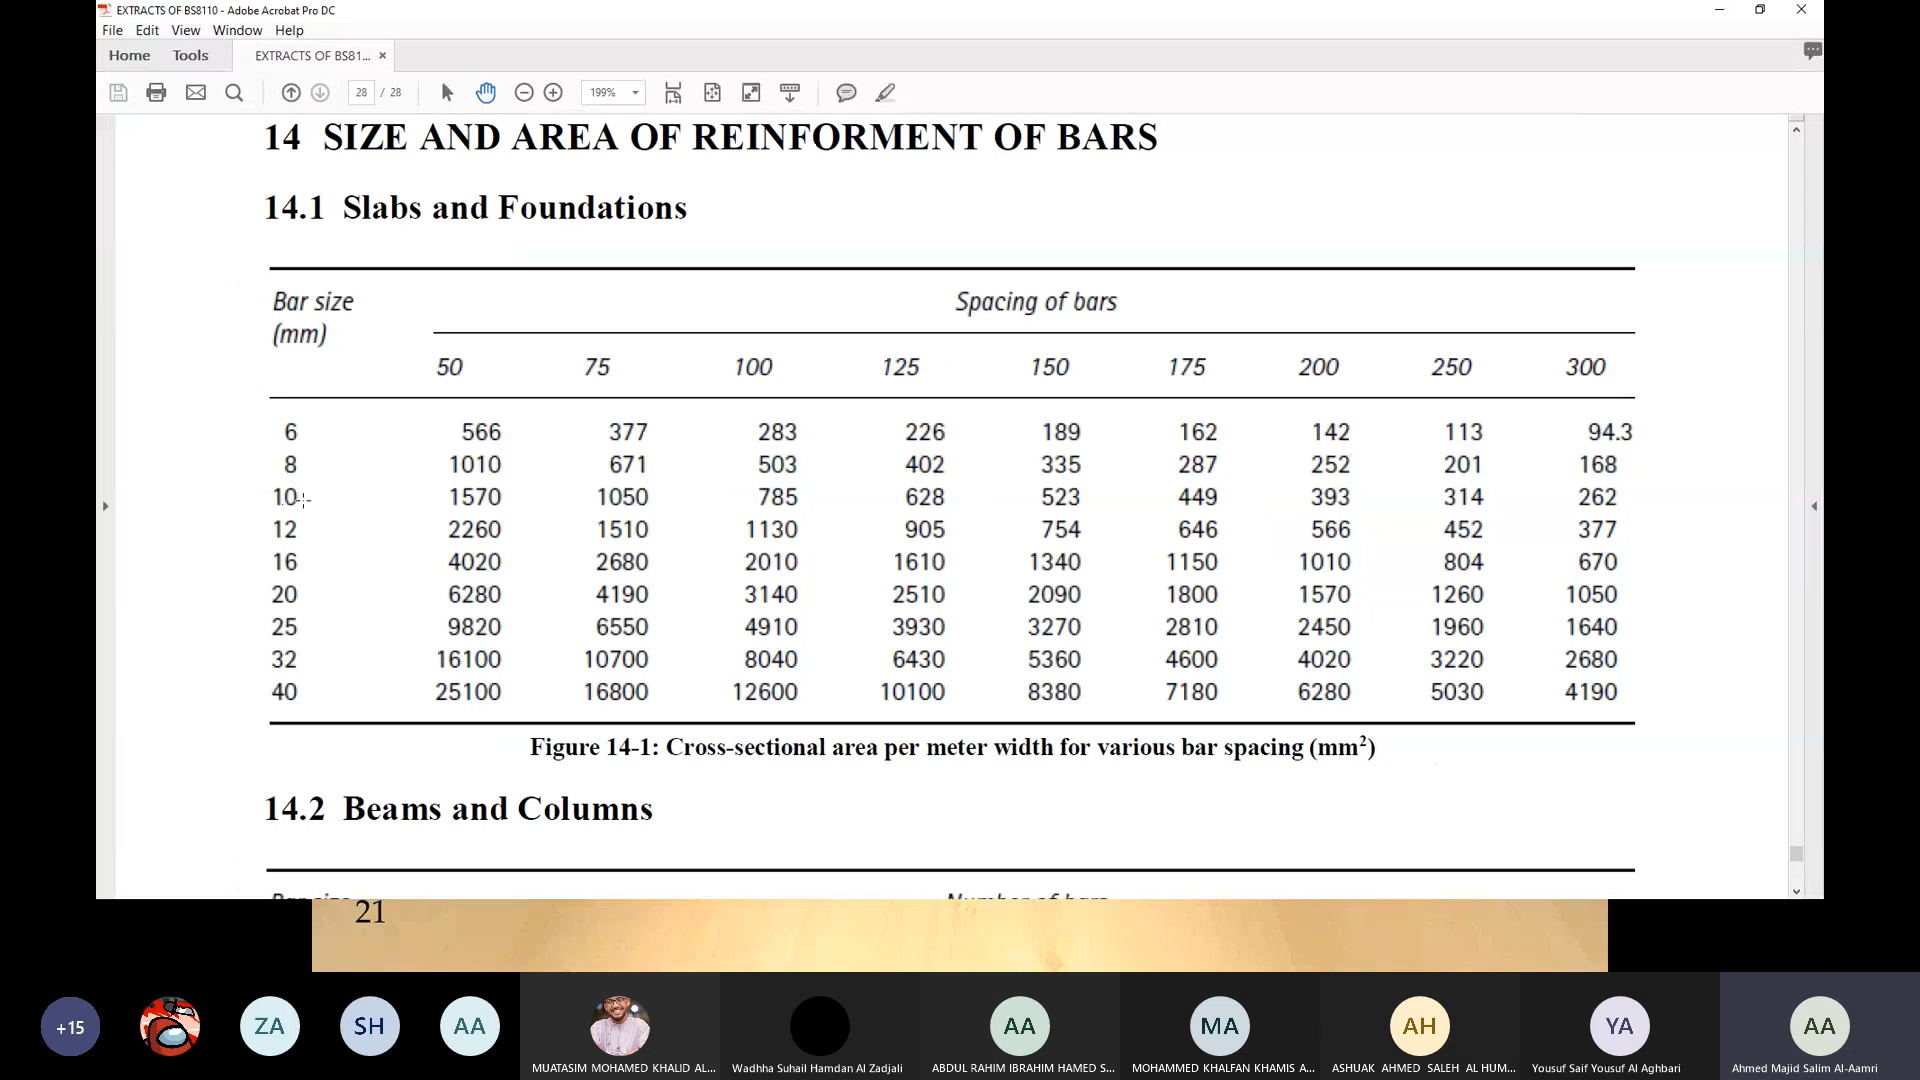 EXTRACTS OF BS8110 - Adobe Acrobat Pro DC
File Edit View Window Help
Home Tools EXTRACTS OF BS81... ×
28 / 28 199%
14 SIZE AND AREA OF REINFORMENT OF BARS
14.1 Slabs and Foundations
Bar size Spacing of bars
(mm)
50 75 100 125 150 175 200 250 300
6 566 377 283 226 189 162 142 113 94.3
8 1010 671 503 402 335 287 252 201 168
10 1570 1050 785 628 523 449 393 314 262
12 2260 1510 1130 905 754 646 566 452 377
16 4020 2680 2010 1610 1340 1150 1010 804 670
20 6280 4190 3140 2510 2090 1800 1570 1260 1050
25 9820 6550 4910 3930 3270 2810 2450 1960 1640
32 16100 10700 8040 6430 5360 4600 4020 3220 2680
40 25100 16800 12600 10100 8380 7180 6280 5030 4190
Figure 14-1: Cross-sectional area per meter width for various bar spacing (mm²)
14.2 Beams and Columns
Bar size Number of bars
21
+15 ZA SH AA AA MA AH YA AA
MUATASIM MOHAMED KHALID AL... Wadhha Suhail Hamdan Al Zadjali ABDUL RAHIM IBRAHIM HAMED S... MOHAMMED KHALFAN KHAMIS A... ASHUAK AHMED SALEH AL HUM... Yousuf Saif Yousuf Al Aghbari Ahmed Majid Salim Al-Aamri